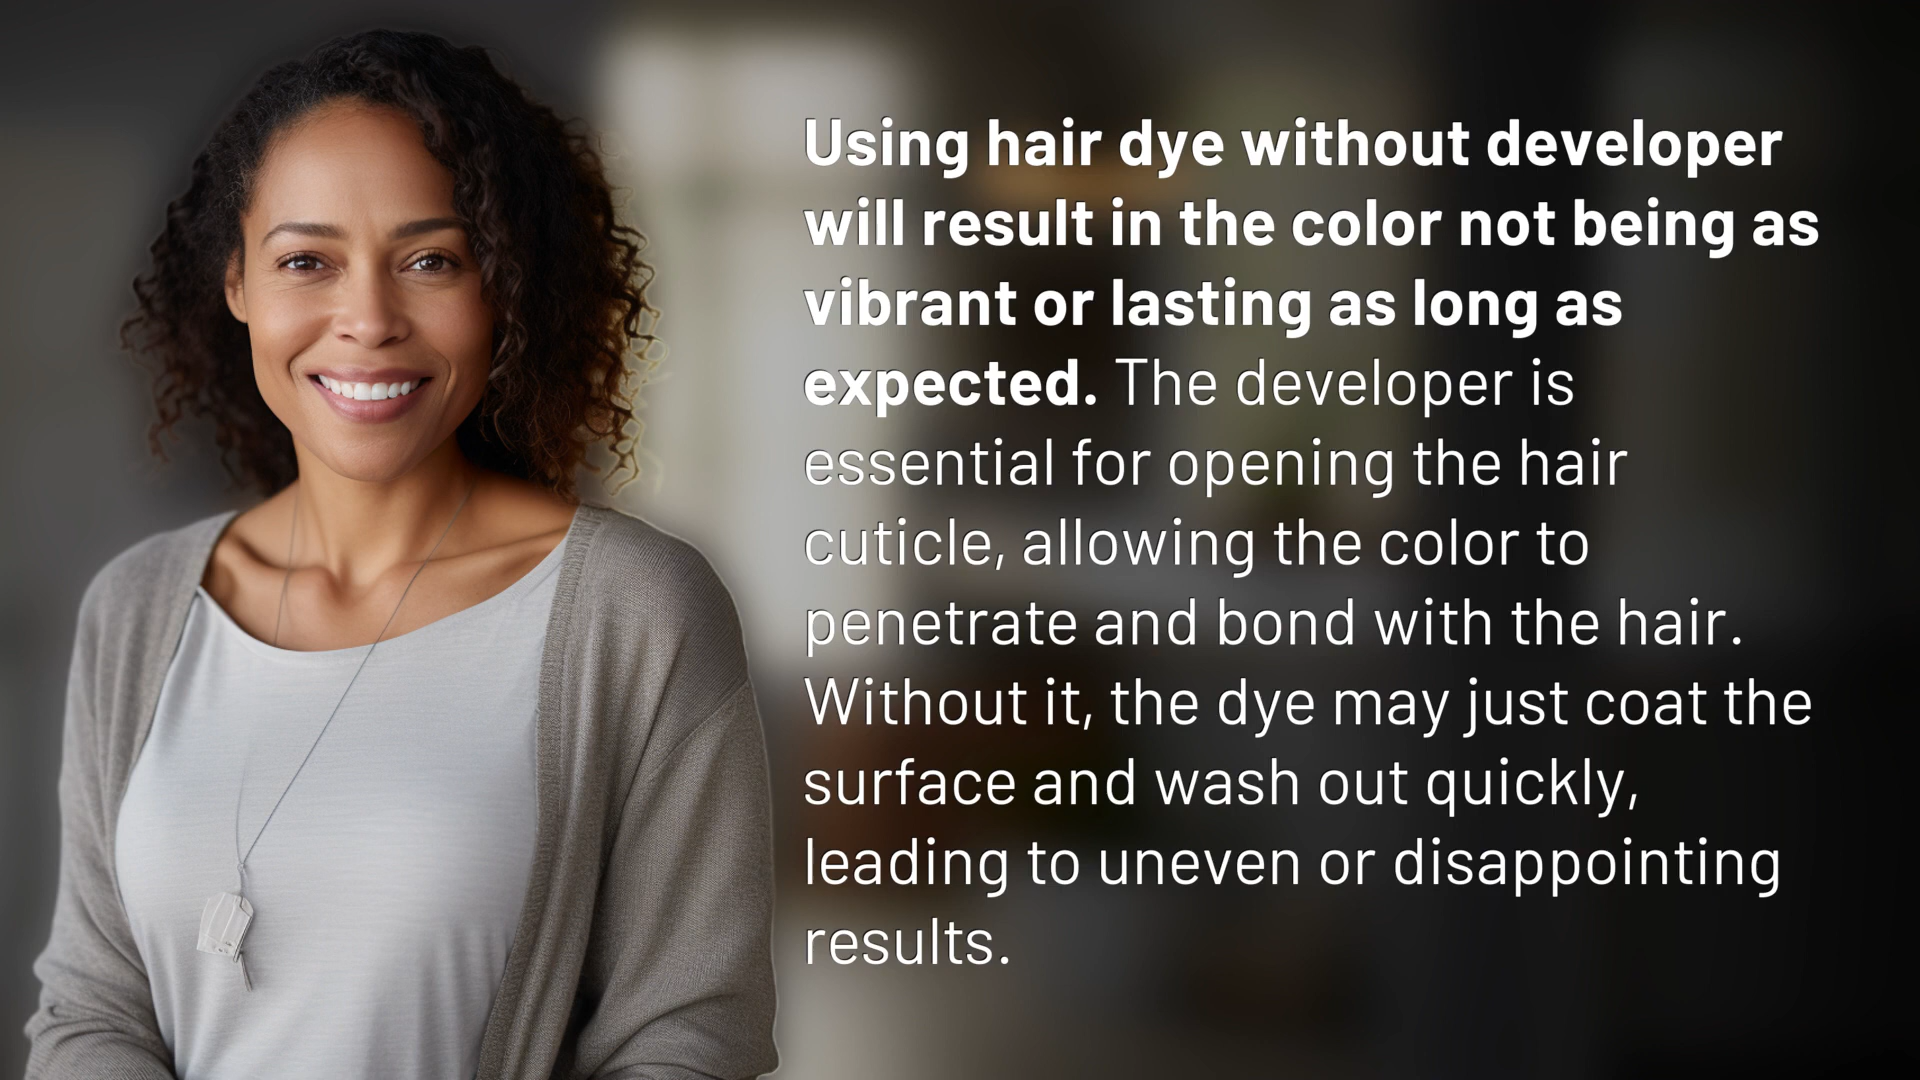 Using hair dye without developer
will result in the color not being as
vibrant or lasting as long as
expected. The developer is
essential for opening the hair
cuticle, allowing the color to
penetrate and bond with the hair.
Without it, the dye may just coat the
surface and wash out quickly,
leading to uneven or disappointing
results.